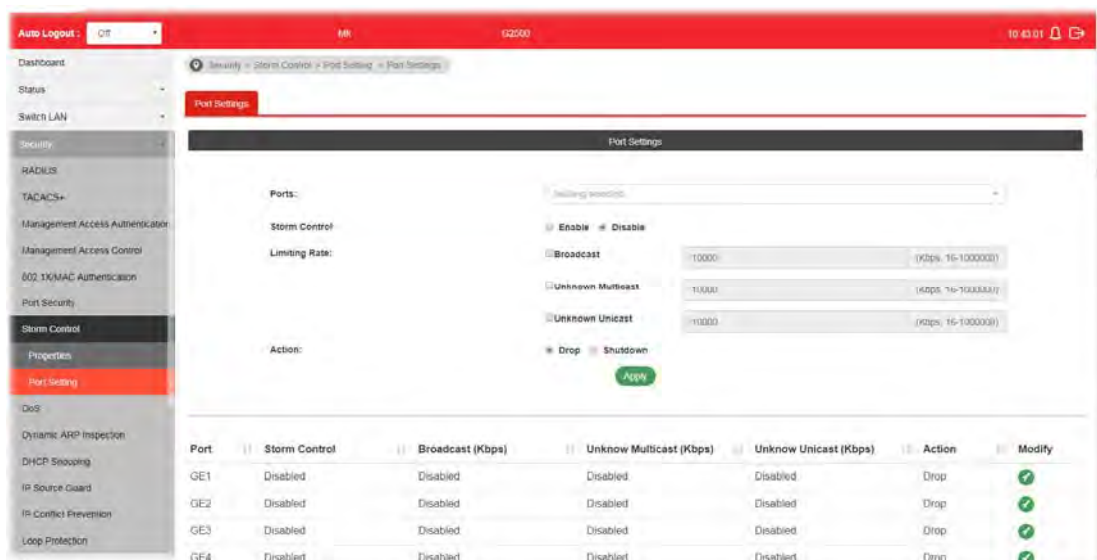 Auto Logout : Off MK G2500 10:43:01
Dashboard
Security > Storm Control > Port Setting > Port Settings
Status
Port Settings
Switch LAN
Security
Port Settings
RADIUS
TACACS+
Ports:
Management Access Authentication
Storm Control Enable Disable
Management Access Control
Limiting Rate: Broadcast 10000 (Kbps, 16-1000000)
802.1X/MAC Authentication
Unknown Multicast 10000 (Kbps, 16-1000000)
Port Security
Unknown Unicast 10000 (Kbps, 16-1000000)
Storm Control
Action: Drop Shutdown
Properties
Apply
Port Setting
DoS
Dynamic ARP Inspection
Port Storm Control Broadcast (Kbps) Unknow Multicast (Kbps) Unknow Unicast (Kbps) Action Modify
DHCP Snooping
GE1 Disabled Disabled Disabled Disabled Drop
IP Source Guard
GE2 Disabled Disabled Disabled Disabled Drop
IP Conflict Prevention
GE3 Disabled Disabled Disabled Disabled Drop
Loop Protection
GE4 Disabled Disabled Disabled Disabled Drop